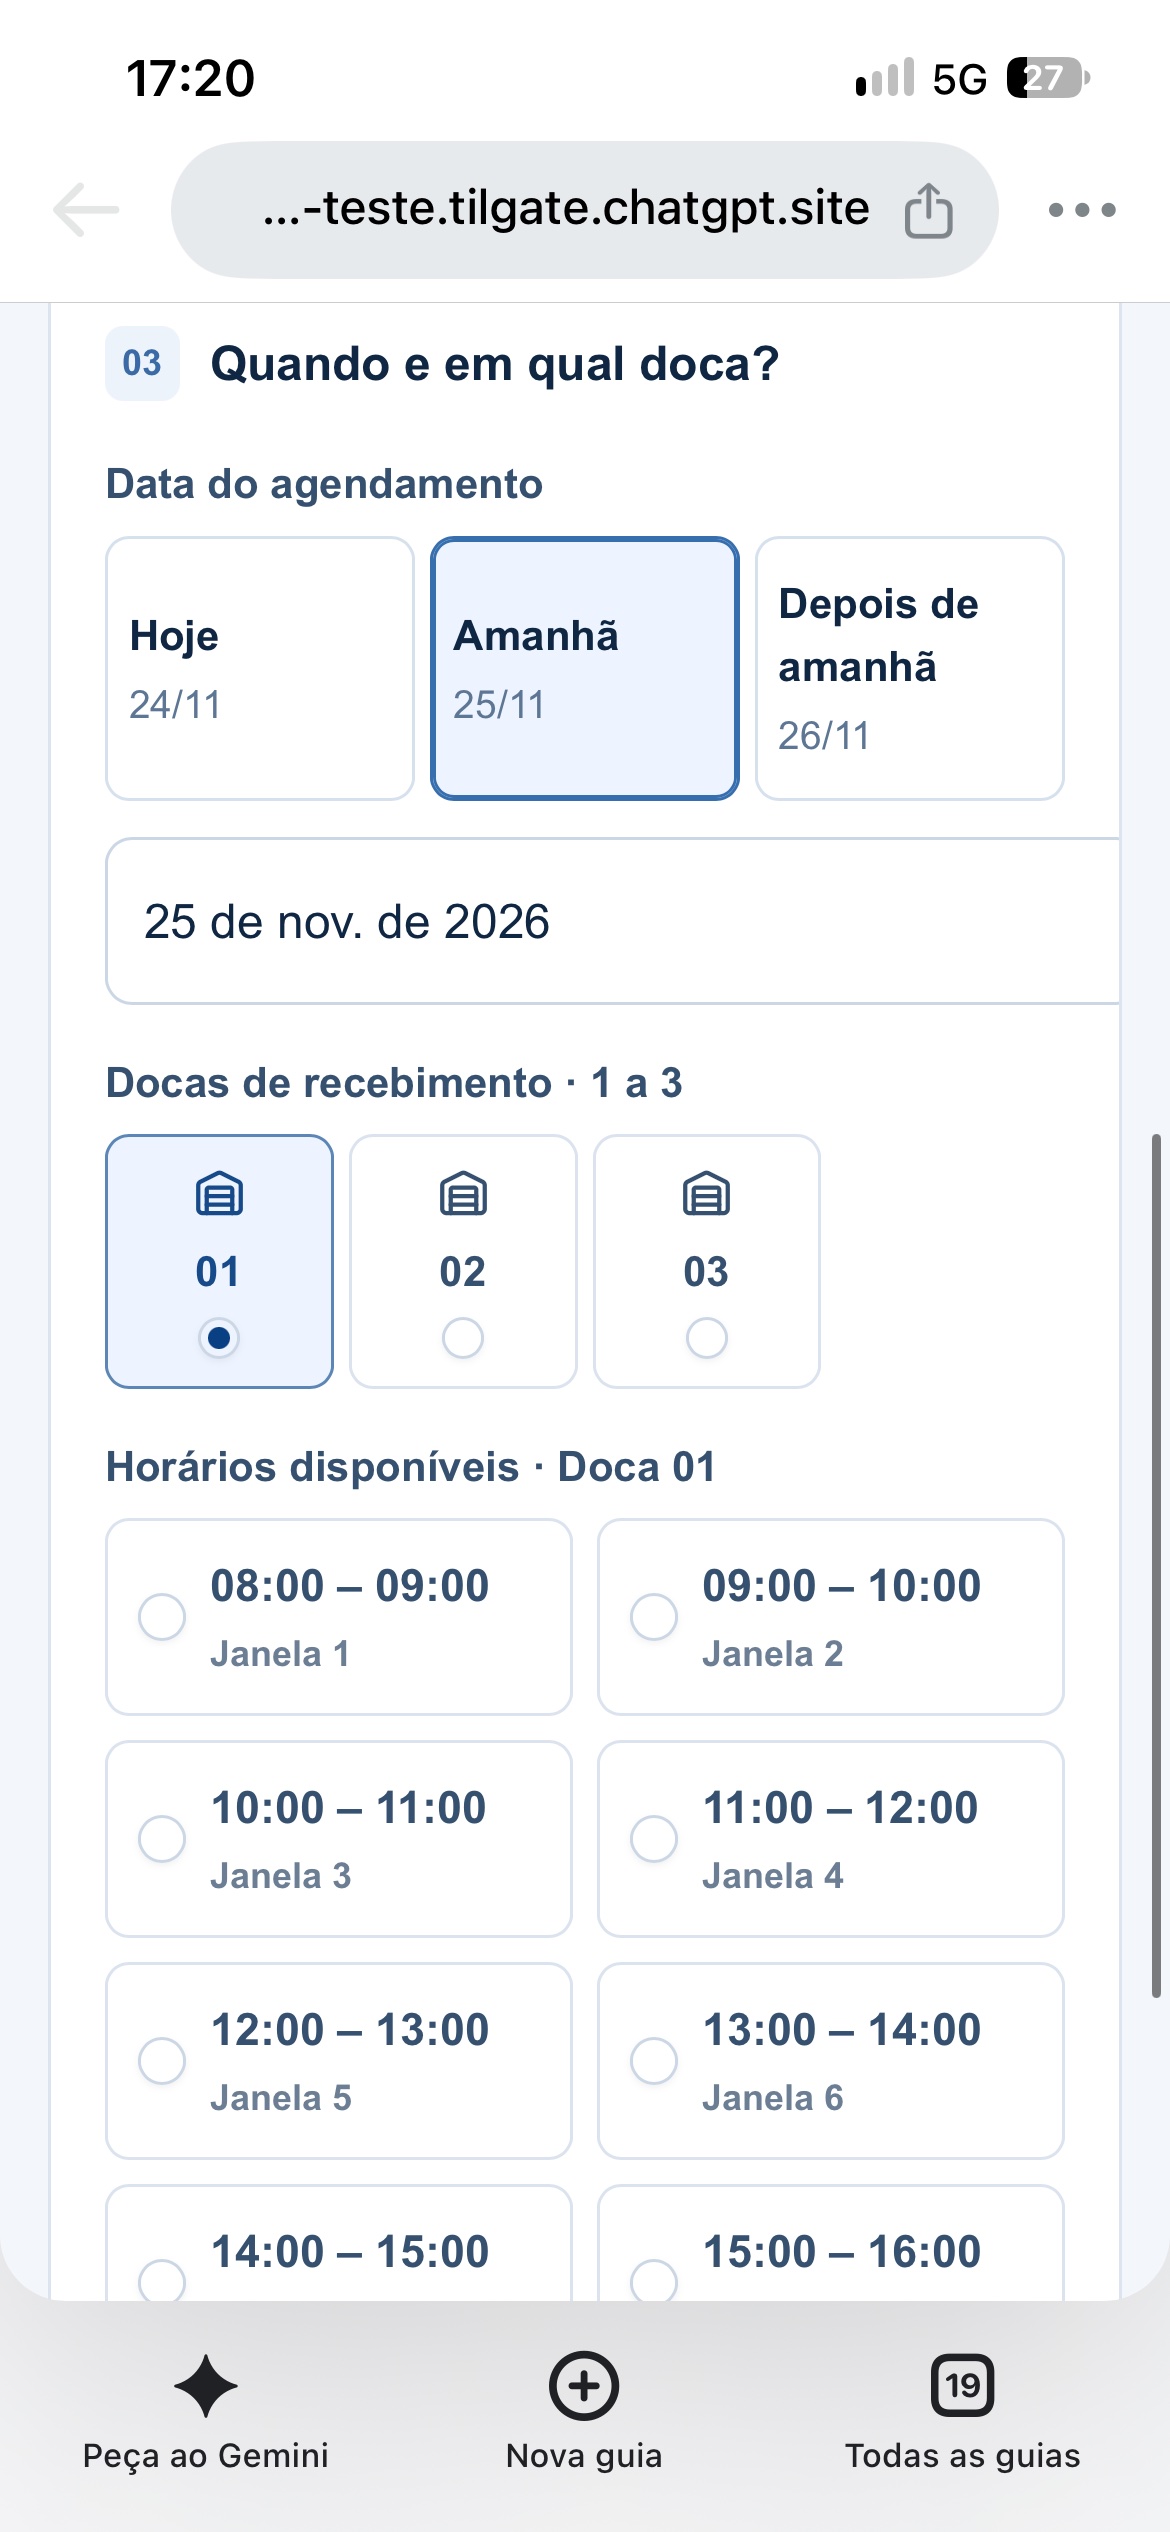 17:20
5G 27
...-teste.tilgate.chatgpt.site
03 Quando e em qual doca?
Data do agendamento
Hoje
24/11
Amanhã
25/11
Depois de
amanhã
26/11
25 de nov. de 2026
Docas de recebimento · 1 a 3
01
02
03
Horários disponíveis · Doca 01
08:00 – 09:00
Janela 1
09:00 – 10:00
Janela 2
10:00 – 11:00
Janela 3
11:00 – 12:00
Janela 4
12:00 – 13:00
Janela 5
13:00 – 14:00
Janela 6
14:00 – 15:00
15:00 – 16:00
Peça ao Gemini
Nova guia
19
Todas as guias